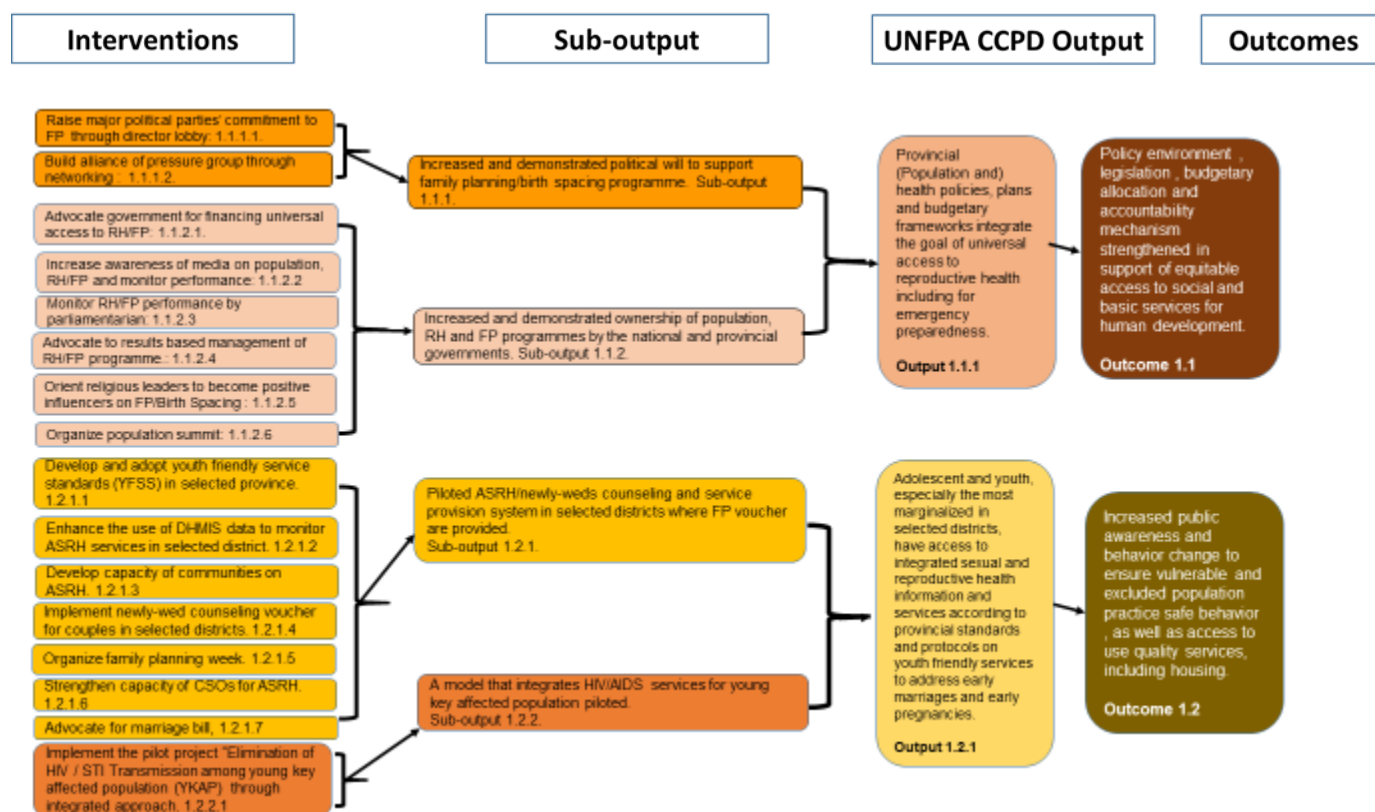 Interventions
Sub-output
UNFPA CCPD Output
Outcomes
Raise major political parties' commitment to
FP through director lobby: 1.1.1.1.
Build alliance of pressure group through
networking : 1.1.1.2.
Advocate government for financing universal
access to RH/FP: 1.1.2.1.
Increase awareness of media on population,
RH/FP and monitor performance: 1.1.2.2
Monitor RH/FP performance by
parliamentarian: 1.1.2.3
Advocate to results based management of
RH/FP programme.: 1.1.2.4
Orient religious leaders to become positive
influencers on FP/Birth Spacing : 1.1.2.5
Organize population summit: 1.1.2.6
Develop and adopt youth friendly service
standards (YFSS) in selected province.
1.2.1.1
Enhance the use of DHMIS data to monitor
ASRH services in selected district. 1.2.1.2
Develop capacity of communities on
ASRH. 1.2.1.3
Implement newly-wed counseling voucher
for couples in selected districts. 1.2.1.4
Organize family planning week. 1.2.1.5
Strengthen capacity of CSOs for ASRH.
1.2.1.6
Advocate for marriage bill, 1.2.1.7
Implement the pilot project "Elimination of
HIV / STI Transmission among young key
affected population (YKAP) through
integrated approach. 1.2.2.1
Increased and demonstrated political will to support
family planning/birth spacing programme. Sub-output
1.1.1.
Increased and demonstrated ownership of population,
RH and FP programmes by the national and provincial
governments. Sub-output 1.1.2.
Piloted ASRH/newly-weds counseling and service
provision system in selected districts where FP voucher
are provided.
Sub-output 1.2.1.
A model that integrates HIV/AIDS services for young
key affected population piloted.
Sub-output 1.2.2.
Provincial
(Population and)
health policies, plans
and budgetary
frameworks integrate
the goal of universal
access to
reproductive health
including for
emergency
preparedness.
Output 1.1.1
Adolescent and youth,
especially the most
marginalized in
selected districts,
have access to
integrated sexual and
reproductive health
information and
services according to
provincial standards
and protocols on
youth friendly services
to address early
marriages and early
pregnancies.
Output 1.2.1
Policy environment ,
legislation , budgetary
allocation and
accountability
mechanism
strengthened in
support of equitable
access to social and
basic services for
human development.
Outcome 1.1
Increased public
awareness and
behavior change to
ensure vulnerable and
excluded population
practice safe behavior
, as well as access to
use quality services,
including housing.
Outcome 1.2